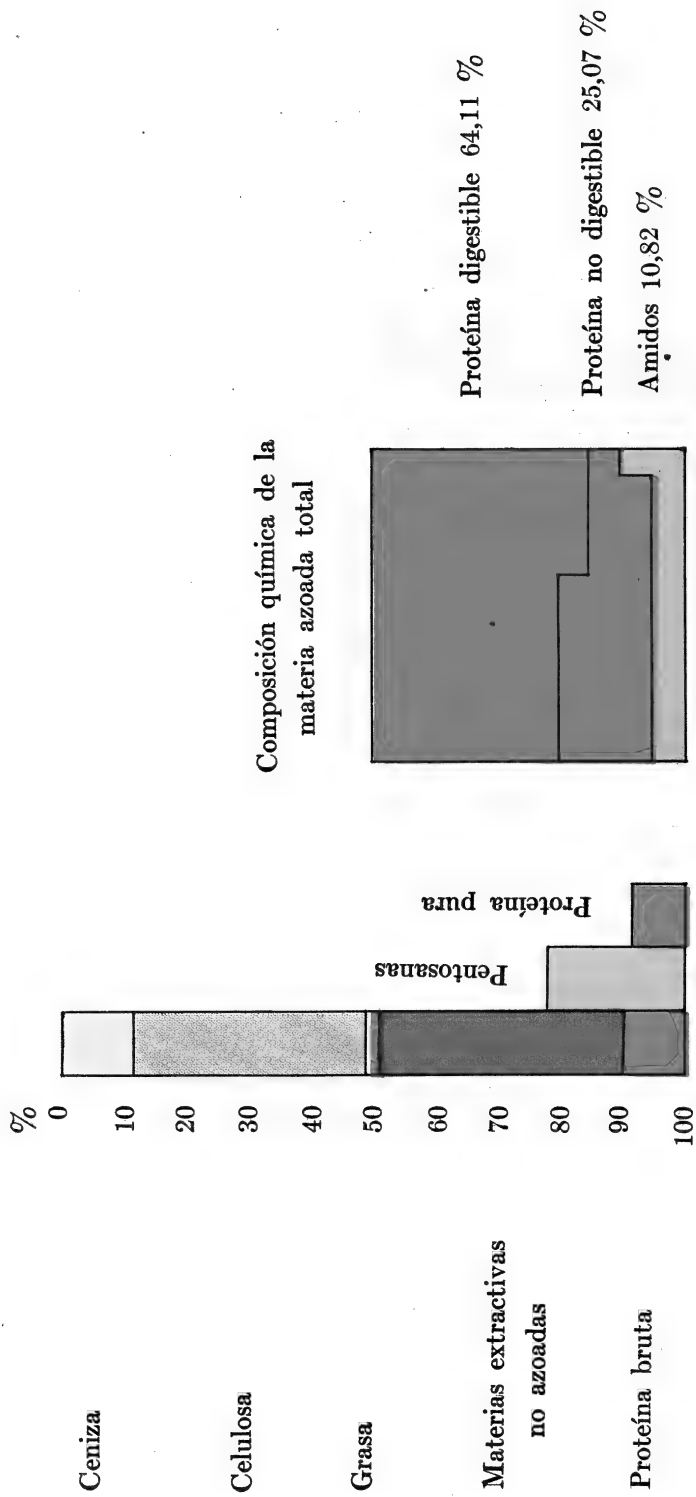 Ceniza
Celulosa
Grasa
Materias extractivas
no azoadas
Proteína bruta
%
0
10
20
30
40
50
60
70
80
90
100
Pentosanas
Proteína pura
Composición química de la
materia azoada total
Proteína digestible 64,11 %
Proteína no digestible 25,07 %
Amidos 10,82 %